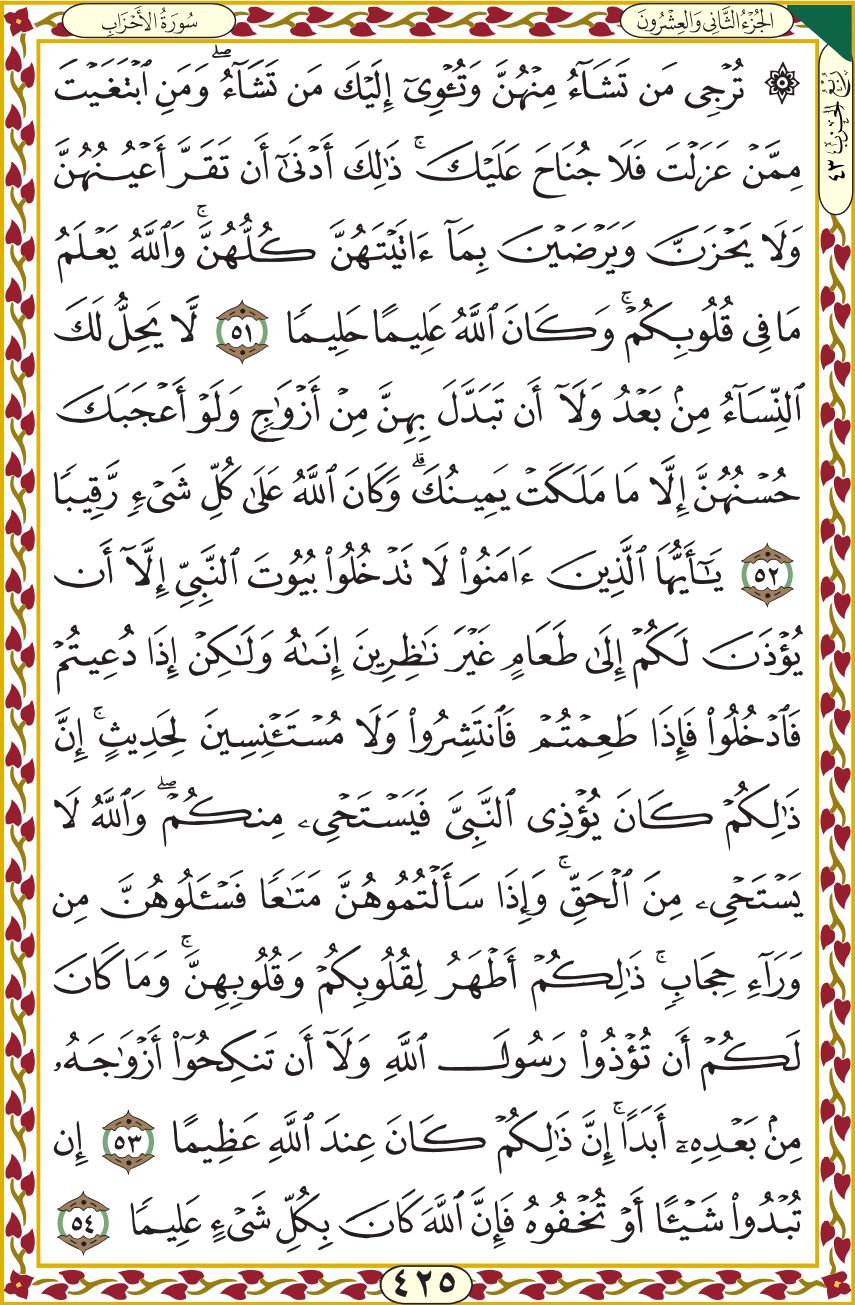 الجُزْءُ الثَّانِي وَالعِشْرُونَ
سُورَةُ الأَحْزَابِ
رُبْعُ الحِزْبِ ٤٣
۞ تُرْجِى مَن تَشَآءُ مِنْهُنَّ وَتُـْٔوِىٓ إِلَيْكَ مَن تَشَآءُۖ وَمَنِ ٱبْتَغَيْتَ
مِمَّنْ عَزَلْتَ فَلَا جُنَاحَ عَلَيْكَۚ ذَٰلِكَ أَدْنَىٰٓ أَن تَقَرَّ أَعْيُنُهُنَّ
وَلَا يَحْزَنَّ وَيَرْضَيْنَ بِمَآ ءَاتَيْتَهُنَّ كُلُّهُنَّۚ وَٱللَّهُ يَعْلَمُ
مَا فِى قُلُوبِكُمْۚ وَكَانَ ٱللَّهُ عَلِيمًا حَلِيمًا ٥١ لَّا يَحِلُّ لَكَ
ٱلنِّسَآءُ مِنۢ بَعْدُ وَلَآ أَن تَبَدَّلَ بِهِنَّ مِنْ أَزْوَٰجٍ وَلَوْ أَعْجَبَكَ
حُسْنُهُنَّ إِلَّا مَا مَلَكَتْ يَمِينُكَۗ وَكَانَ ٱللَّهُ عَلَىٰ كُلِّ شَىْءٍ رَّقِيبًا
٥٢ يَٰٓأَيُّهَا ٱلَّذِينَ ءَامَنُوا۟ لَا تَدْخُلُوا۟ بُيُوتَ ٱلنَّبِىِّ إِلَّآ أَن
يُؤْذَنَ لَكُمْ إِلَىٰ طَعَامٍ غَيْرَ نَٰظِرِينَ إِنَىٰهُ وَلَٰكِنْ إِذَا دُعِيتُمْ
فَٱدْخُلُوا۟ فَإِذَا طَعِمْتُمْ فَٱنتَشِرُوا۟ وَلَا مُسْتَـْٔنِسِينَ لِحَدِيثٍۚ إِنَّ
ذَٰلِكُمْ كَانَ يُؤْذِى ٱلنَّبِىَّ فَيَسْتَحْىِۦ مِنكُمْۖ وَٱللَّهُ لَا
يَسْتَحْىِۦ مِنَ ٱلْحَقِّۚ وَإِذَا سَأَلْتُمُوهُنَّ مَتَٰعًا فَسْـَٔلُوهُنَّ مِن
وَرَآءِ حِجَابٍۚ ذَٰلِكُمْ أَطْهَرُ لِقُلُوبِكُمْ وَقُلُوبِهِنَّۚ وَمَا كَانَ
لَكُمْ أَن تُؤْذُوا۟ رَسُولَ ٱللَّهِ وَلَآ أَن تَنكِحُوٓا۟ أَزْوَٰجَهُۥ
مِنۢ بَعْدِهِۦٓ أَبَدًاۚ إِنَّ ذَٰلِكُمْ كَانَ عِندَ ٱللَّهِ عَظِيمًا ٥٣ إِن
تُبْدُوا۟ شَيْـًٔا أَوْ تُخْفُوهُ فَإِنَّ ٱللَّهَ كَانَ بِكُلِّ شَىْءٍ عَلِيمًا ٥٤
٤٢٥